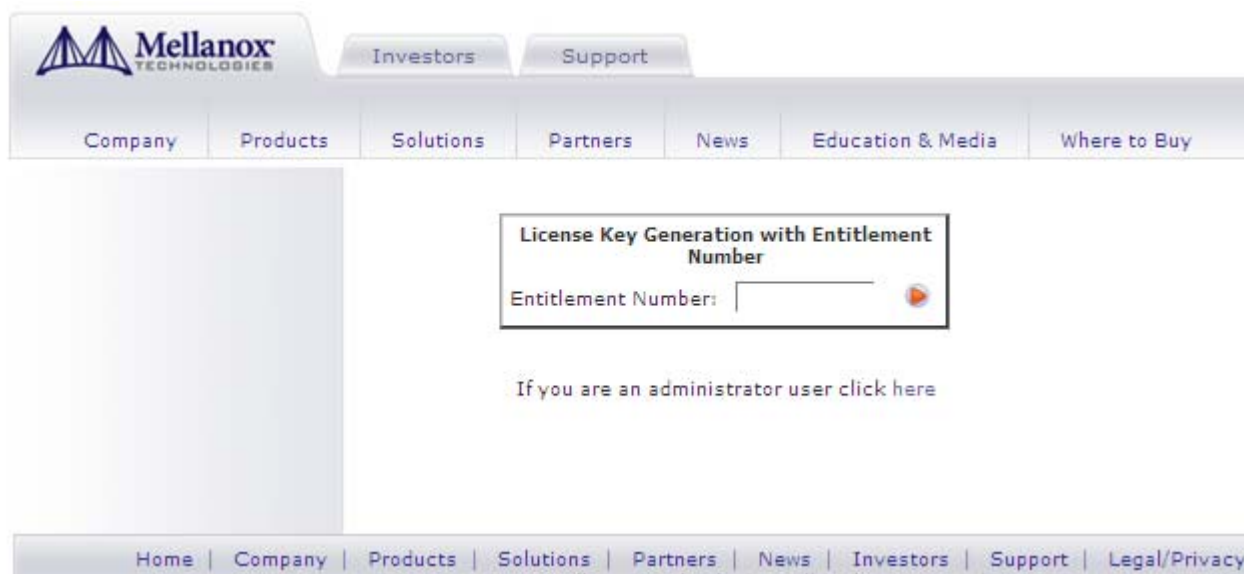 Mellanox
TECHNOLOGIES
Investors
Support
Company
Products
Solutions
Partners
News
Education & Media
Where to Buy
License Key Generation with Entitlement
Number
Entitlement Number:
If you are an administrator user click here
Home | Company | Products | Solutions | Partners | News | Investors | Support | Legal/Privacy